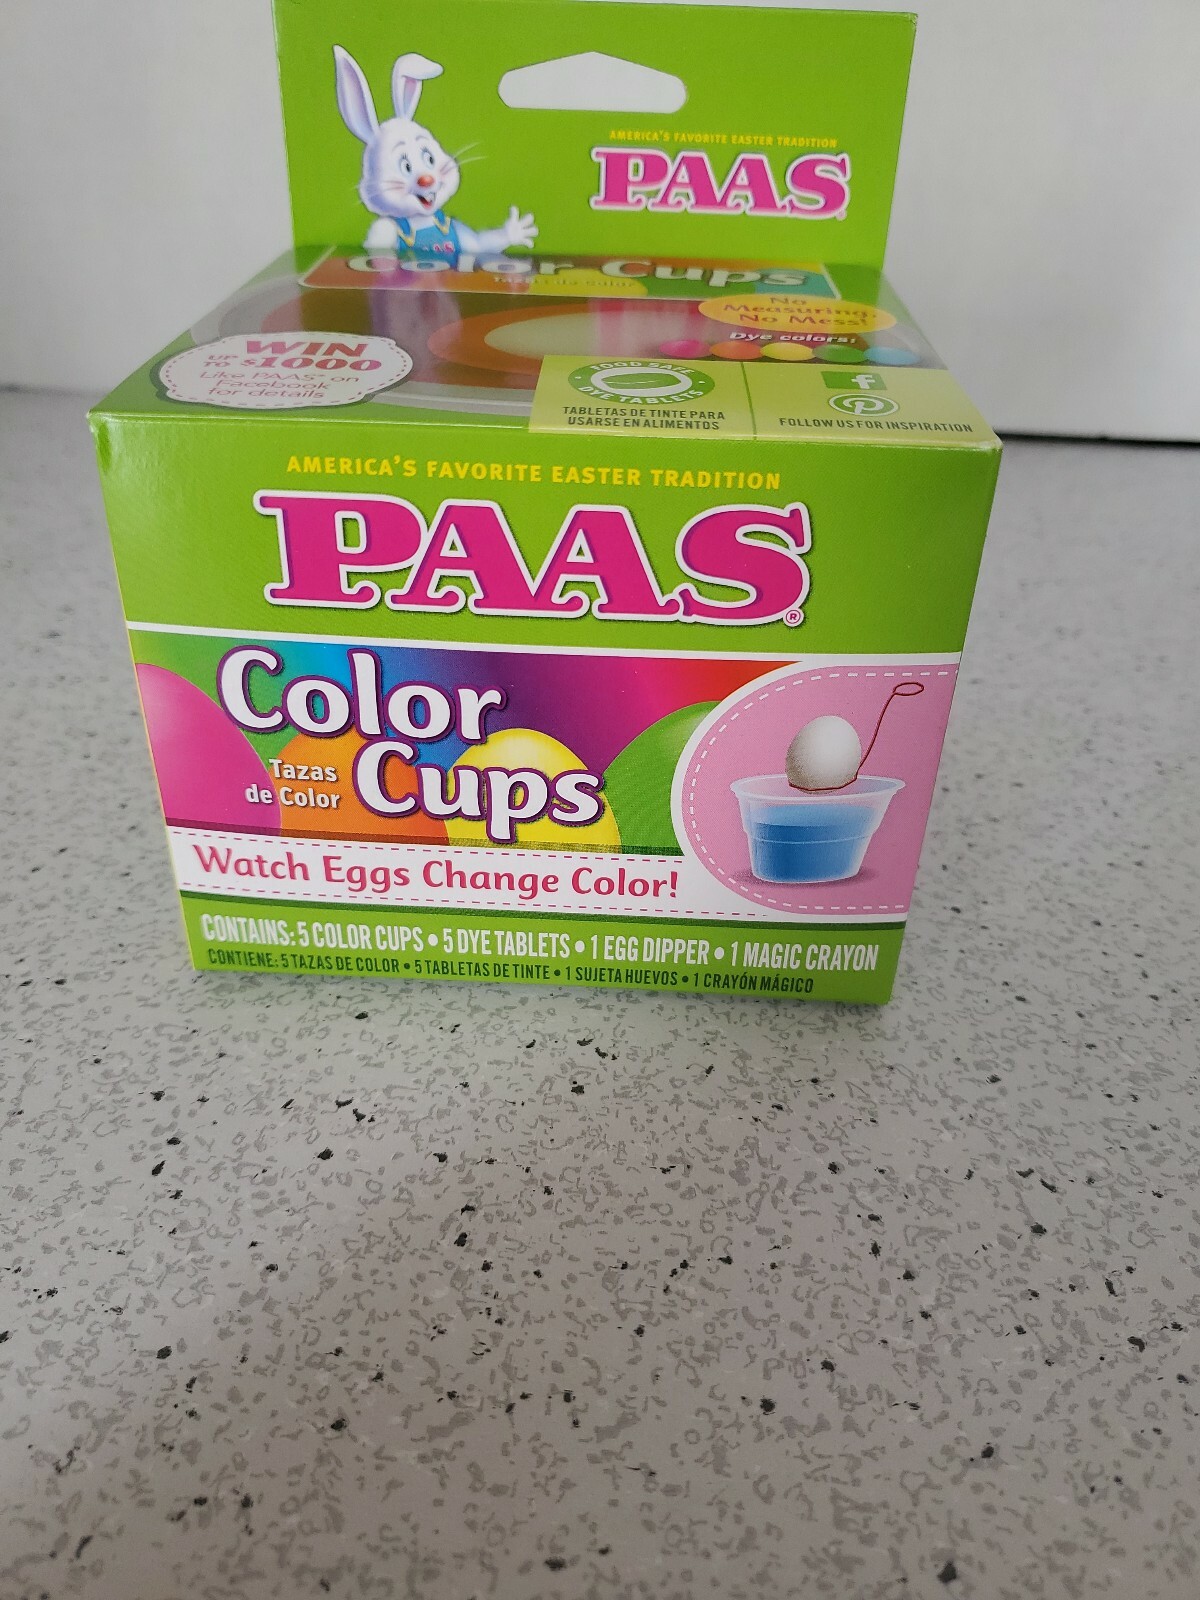 AMERICA'S FAVORITE EASTER TRADITION
PAAS
Color Cups
No
Measuring,
No Mess!
Dye colors:
WIN
UP TO $1000
Like PAAS on
Facebook
for details
FOOD SAFE
DYE TABLETS
TABLETAS DE TINTE PARA
USARSE EN ALIMENTOS
f
FOLLOW US FOR INSPIRATION
AMERICA'S FAVORITE EASTER TRADITION
PAAS®
Color
Cups
Tazas
de Color
Watch Eggs Change Color!
CONTAINS: 5 COLOR CUPS • 5 DYE TABLETS • 1 EGG DIPPER • 1 MAGIC CRAYON
CONTIENE: 5 TAZAS DE COLOR • 5 TABLETAS DE TINTE • 1 SUJETA HUEVOS • 1 CRAYÓN MÁGICO